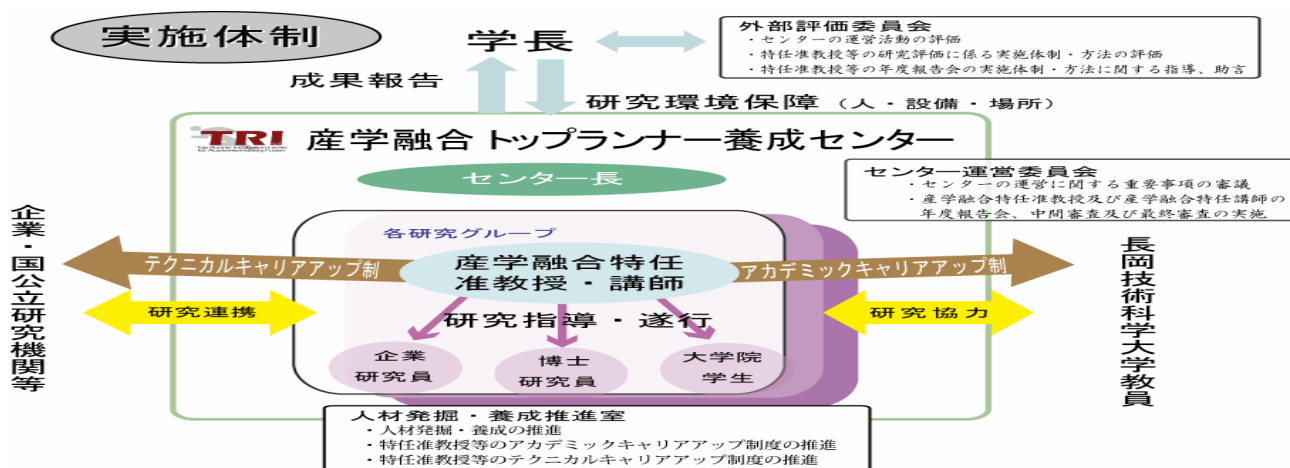 実施体制
学長
外部評価委員会
・センターの運営活動の評価
・特任准教授等の研究評価に係る実施体制・方法の評価
・特任准教授等の年度報告会の実施体制・方法に関する指導、助言
成果報告
研究環境保障（人・設備・場所）
TRI 産学融合トップランナー養成センター
センター長
センター運営委員会
・センターの運営に関する重要事項の審議
・産学融合特任准教授及び産学融合特任講師の
年度報告会、中間審査及び最終審査の実施
企業・国公立研究機関等
各研究グループ
テクニカルキャリアアップ制
産学融合特任
准教授・講師
アカデミックキャリアアップ制
研究連携
研究指導・遂行
研究協力
長岡技術科学大学教員
企業
研究員
博士
研究員
大学院
学生
人材発掘・養成推進室
・人材発掘・養成の推進
・特任准教授等のアカデミックキャリアアップ制度の推進
・特任准教授等のテクニカルキャリアアップ制度の推進